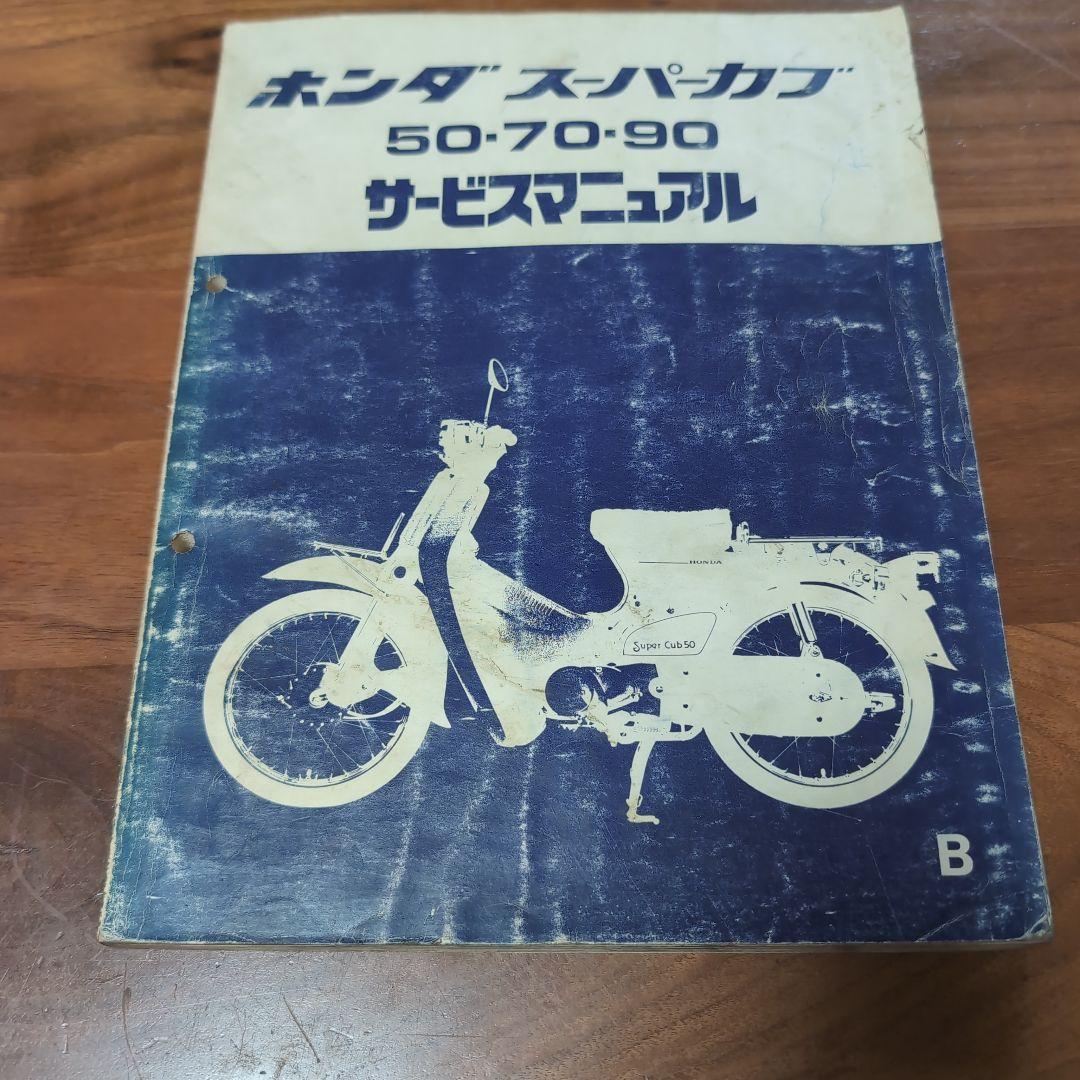 ホンダ スーパーカブ
50·70·90
サービスマニュアル
HONDA
Super Cub 50
B